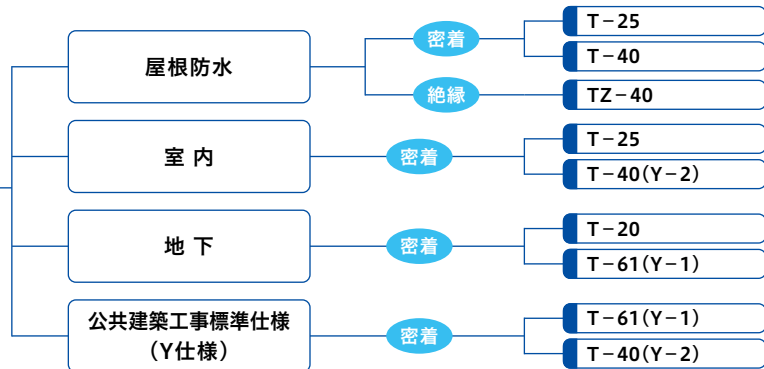 屋根防水
密着
T-25
T-40
絶縁
TZ-40
室 内
密着
T-25
T-40(Y-2)
地 下
密着
T-20
T-61(Y-1)
公共建築工事標準仕様
（Y仕様）
密着
T-61(Y-1)
T-40(Y-2)